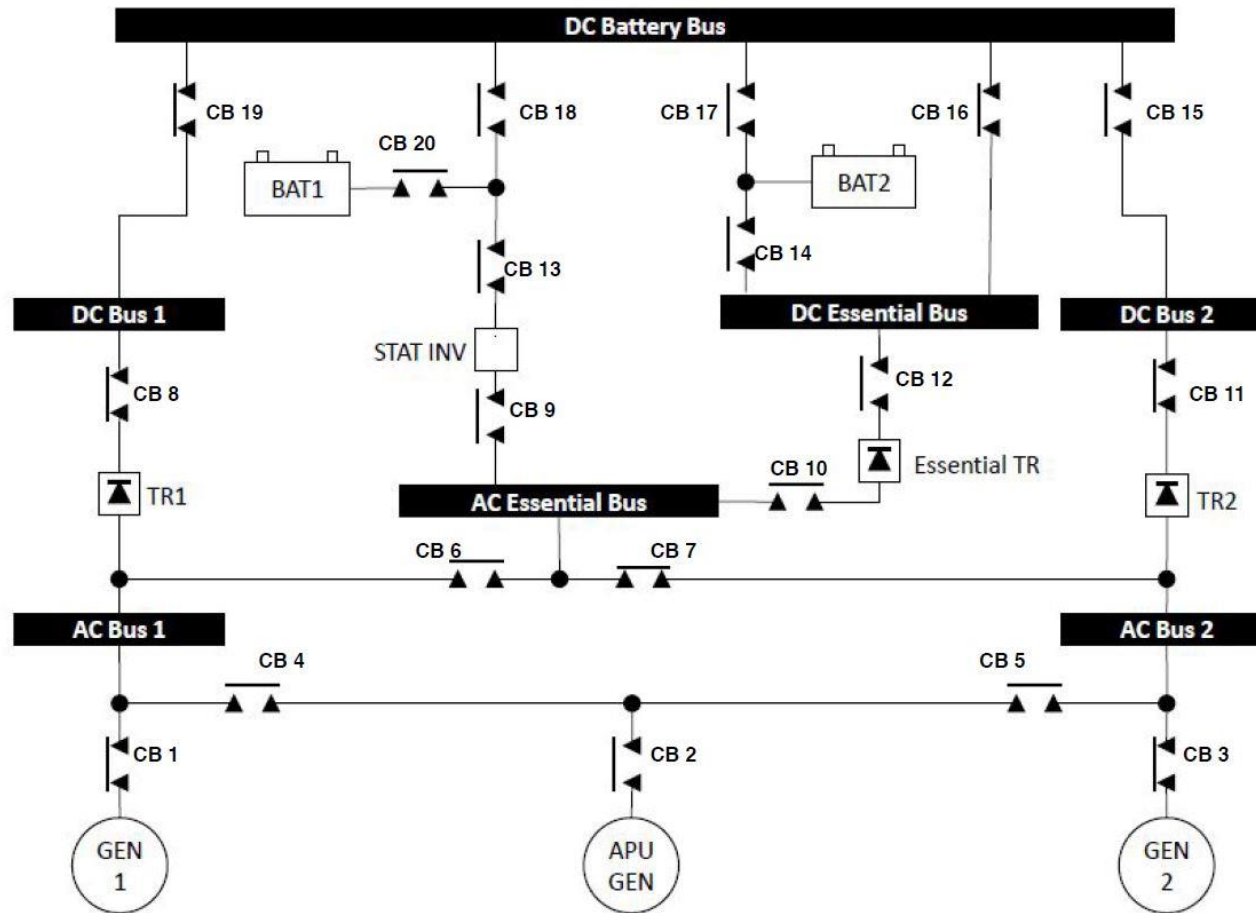 DC Battery Bus
CB 19
CB 18
CB 17
CB 16
CB 15
CB 20
BAT1
BAT2
CB 14
CB 13
DC Bus 1
DC Essential Bus
DC Bus 2
STAT INV
CB 12
CB 8
CB 11
CB 9
Essential TR
CB 10
TR1
AC Essential Bus
TR2
CB 6
CB 7
AC Bus 1
AC Bus 2
CB 4
CB 5
CB 1
CB 2
CB 3
GEN
1
APU
GEN
GEN
2